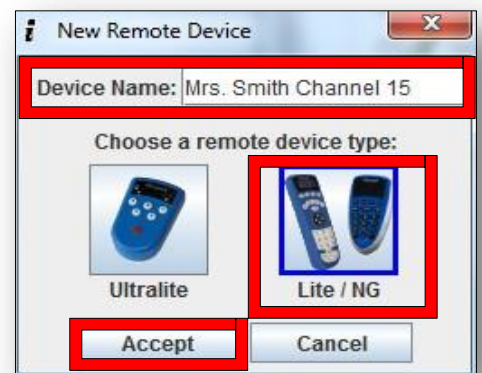 New Remote Device
Device Name: Mrs. Smith Channel 15
Choose a remote device type:
Ultralite Lite / NG
Accept Cancel